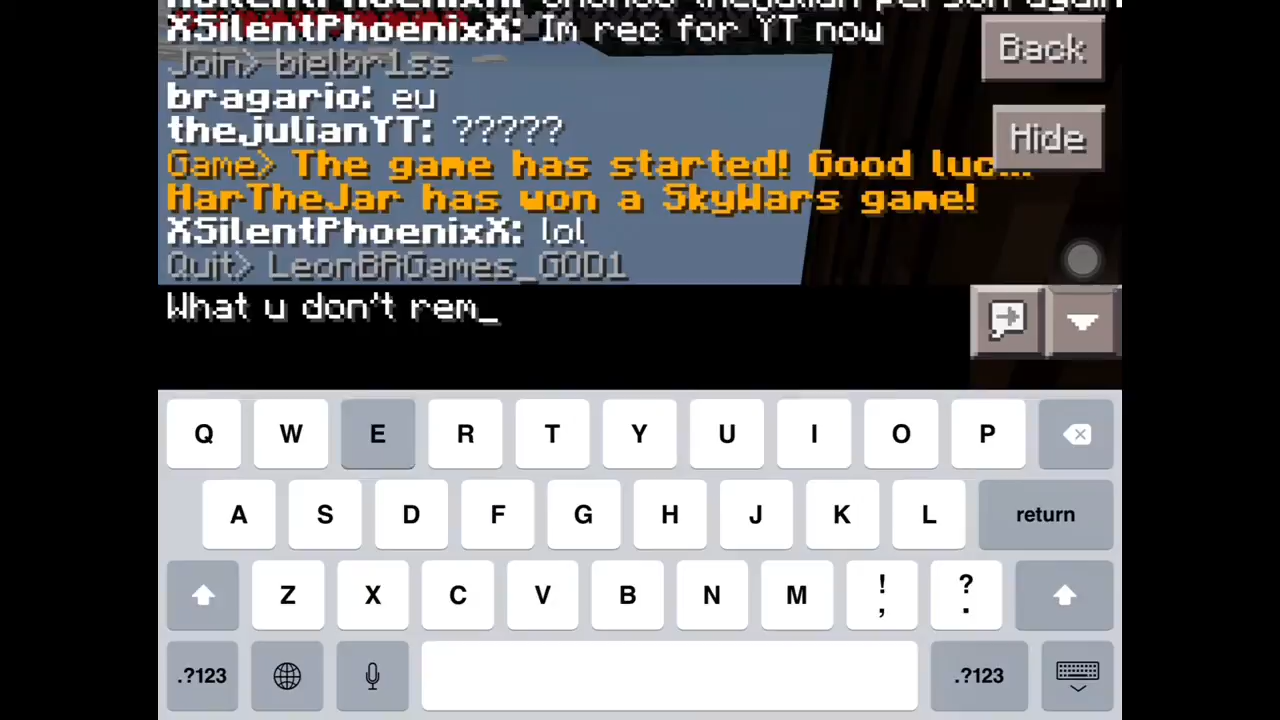 XSilentPhoenixX: Im rec for YT now
Join> bielbr1ss
bragario: eu
thejulianYT: ?????
Game> The game has started! Good luc...
HarTheJar has won a SkyWars game!
XSilentPhoenixX: lol
Quit> LeonBRGames_GOD1
What u don't rem_
Back
Hide
Q W E R T Y U I O P
A S D F G H J K L return
Z X C V B N M ! , ? .
.?123 .?123